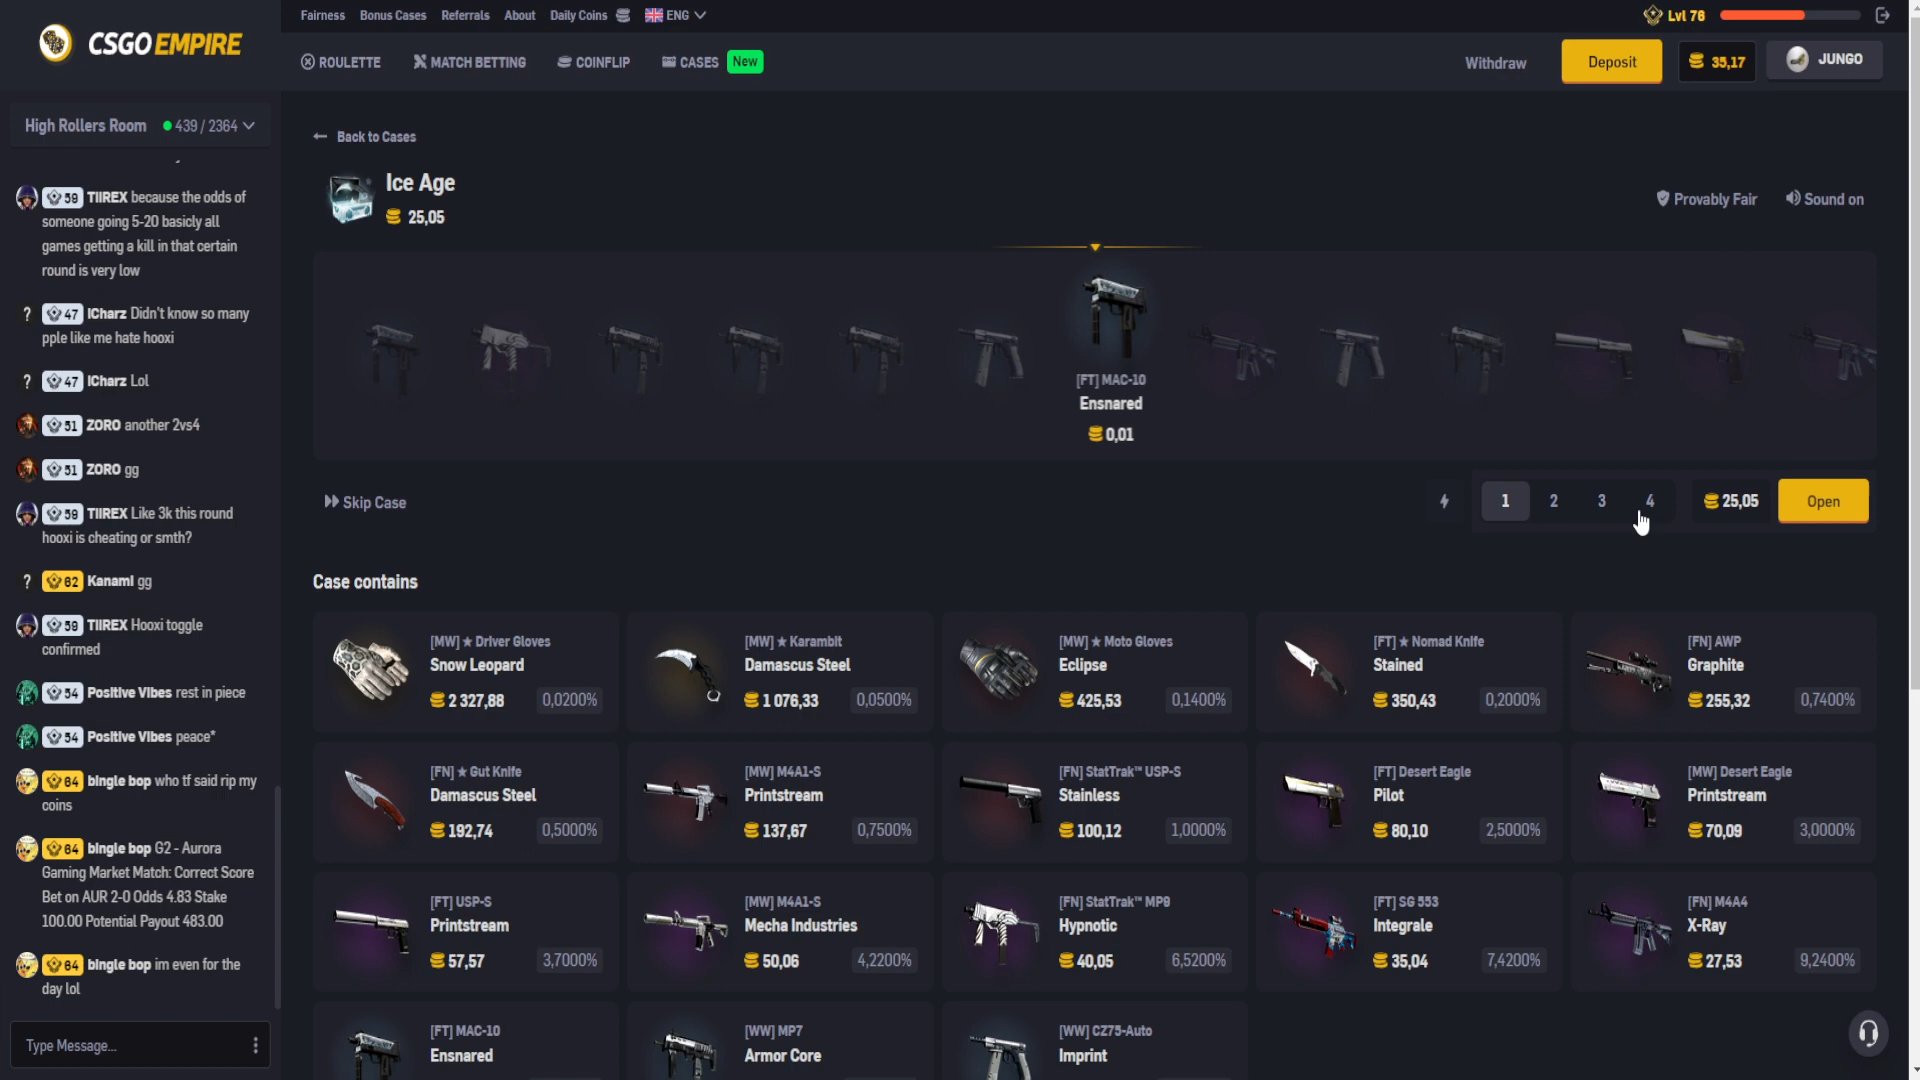 CSGOEMPIRE
Fairness
Bonus Cases
Referrals
About
Daily Coins
ENG
Lvl 76
ROULETTE
MATCH BETTING
COINFLIP
CASES
New
Withdraw
Deposit
35,17
JUNGO
High Rollers Room
439 / 2364
59 TIIREX because the odds of
someone going 5-20 basicly all
games getting a kill in that certain
round is very low
? 47 ICharz Didn't know so many
pple like me hate hooxi
? 47 ICharz Lol
51 ZORO another 2vs4
51 ZORO gg
59 TIIREX Like 3k this round
hooxi is cheating or smth?
? 62 Kanami gg
59 TIIREX Hooxi toggle
confirmed
54 Positive Vibes rest in piece
54 Positive Vibes peace*
64 bingle bop who tf said rip my
coins
64 bingle bop G2 - Aurora
Gaming Market Match: Correct Score
Bet on AUR 2-0 Odds 4.83 Stake
100.00 Potential Payout 483.00
64 bingle bop im even for the
day lol
Type Message...
Back to Cases
Ice Age
25,05
Provably Fair
Sound on
[FT] MAC-10
Ensnared
0,01
Skip Case
1
2
3
4
25,05
Open
Case contains
[MW] ★ Driver Gloves
Snow Leopard
2 327,88
0,0200%
[MW] ★ Karambit
Damascus Steel
1 076,33
0,0500%
[MW] ★ Moto Gloves
Eclipse
425,53
0,1400%
[FT] ★ Nomad Knife
Stained
350,43
0,2000%
[FN] AWP
Graphite
255,32
0,7400%
[FN] ★ Gut Knife
Damascus Steel
192,74
0,5000%
[MW] M4A1-S
Printstream
137,67
0,7500%
[FN] StatTrak™ USP-S
Stainless
100,12
1,0000%
[FT] Desert Eagle
Pilot
80,10
2,5000%
[MW] Desert Eagle
Printstream
70,09
3,0000%
[FT] USP-S
Printstream
57,57
3,7000%
[MW] M4A1-S
Mecha Industries
50,06
4,2200%
[FN] StatTrak™ MP9
Hypnotic
40,05
6,5200%
[FT] SG 553
Integrale
35,04
7,4200%
[FN] M4A4
X-Ray
27,53
9,2400%
[FT] MAC-10
Ensnared
[WW] MP7
Armor Core
[WW] CZ75-Auto
Imprint